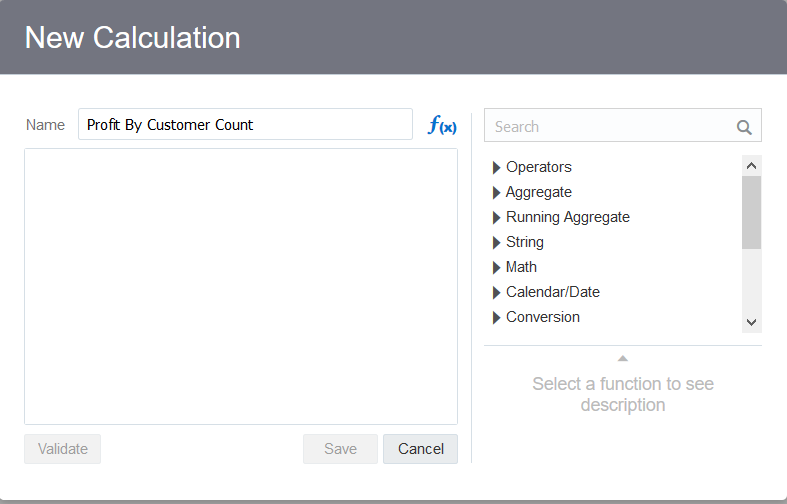 New Calculation
Name
Profit By Customer Count
f(x)
Validate
Save
Cancel
Search
Operators
Aggregate
Running Aggregate
String
Math
Calendar/Date
Conversion
Select a function to see
description